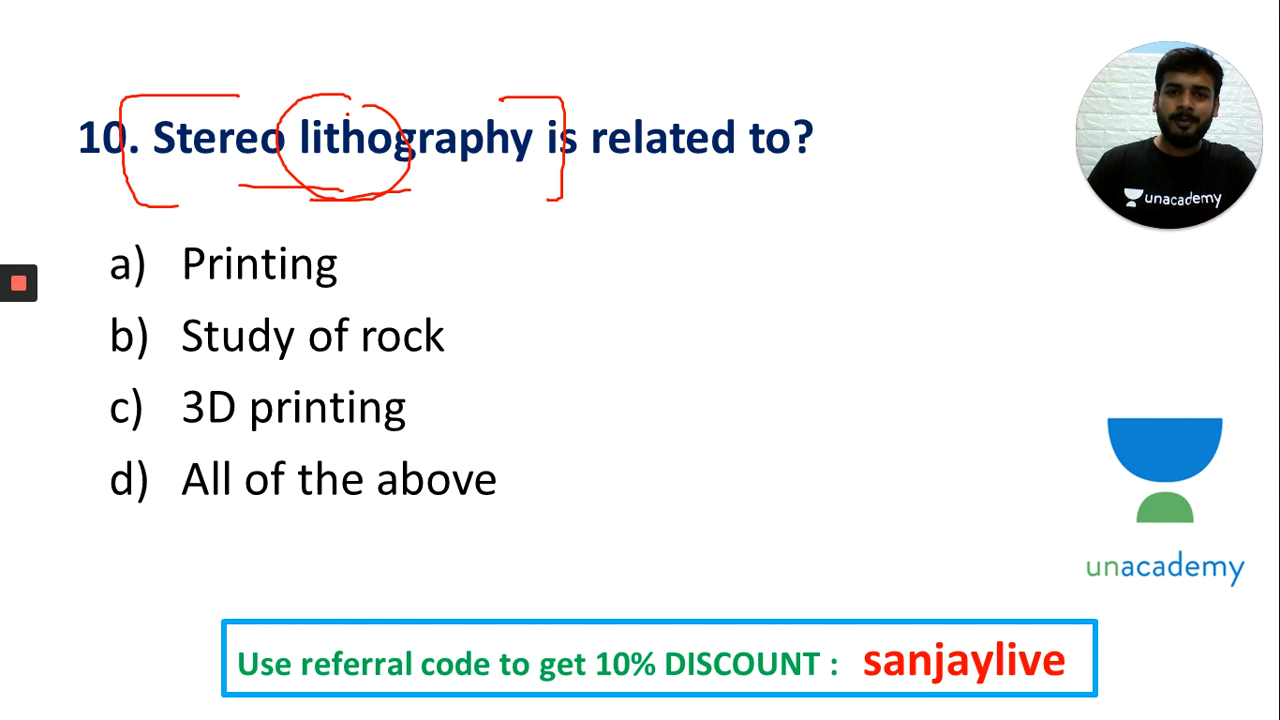 10. Stereo lithography is related to?
a) Printing
b) Study of rock
c) 3D printing
d) All of the above
unacademy
unacademy
Use referral code to get 10% DISCOUNT : sanjaylive